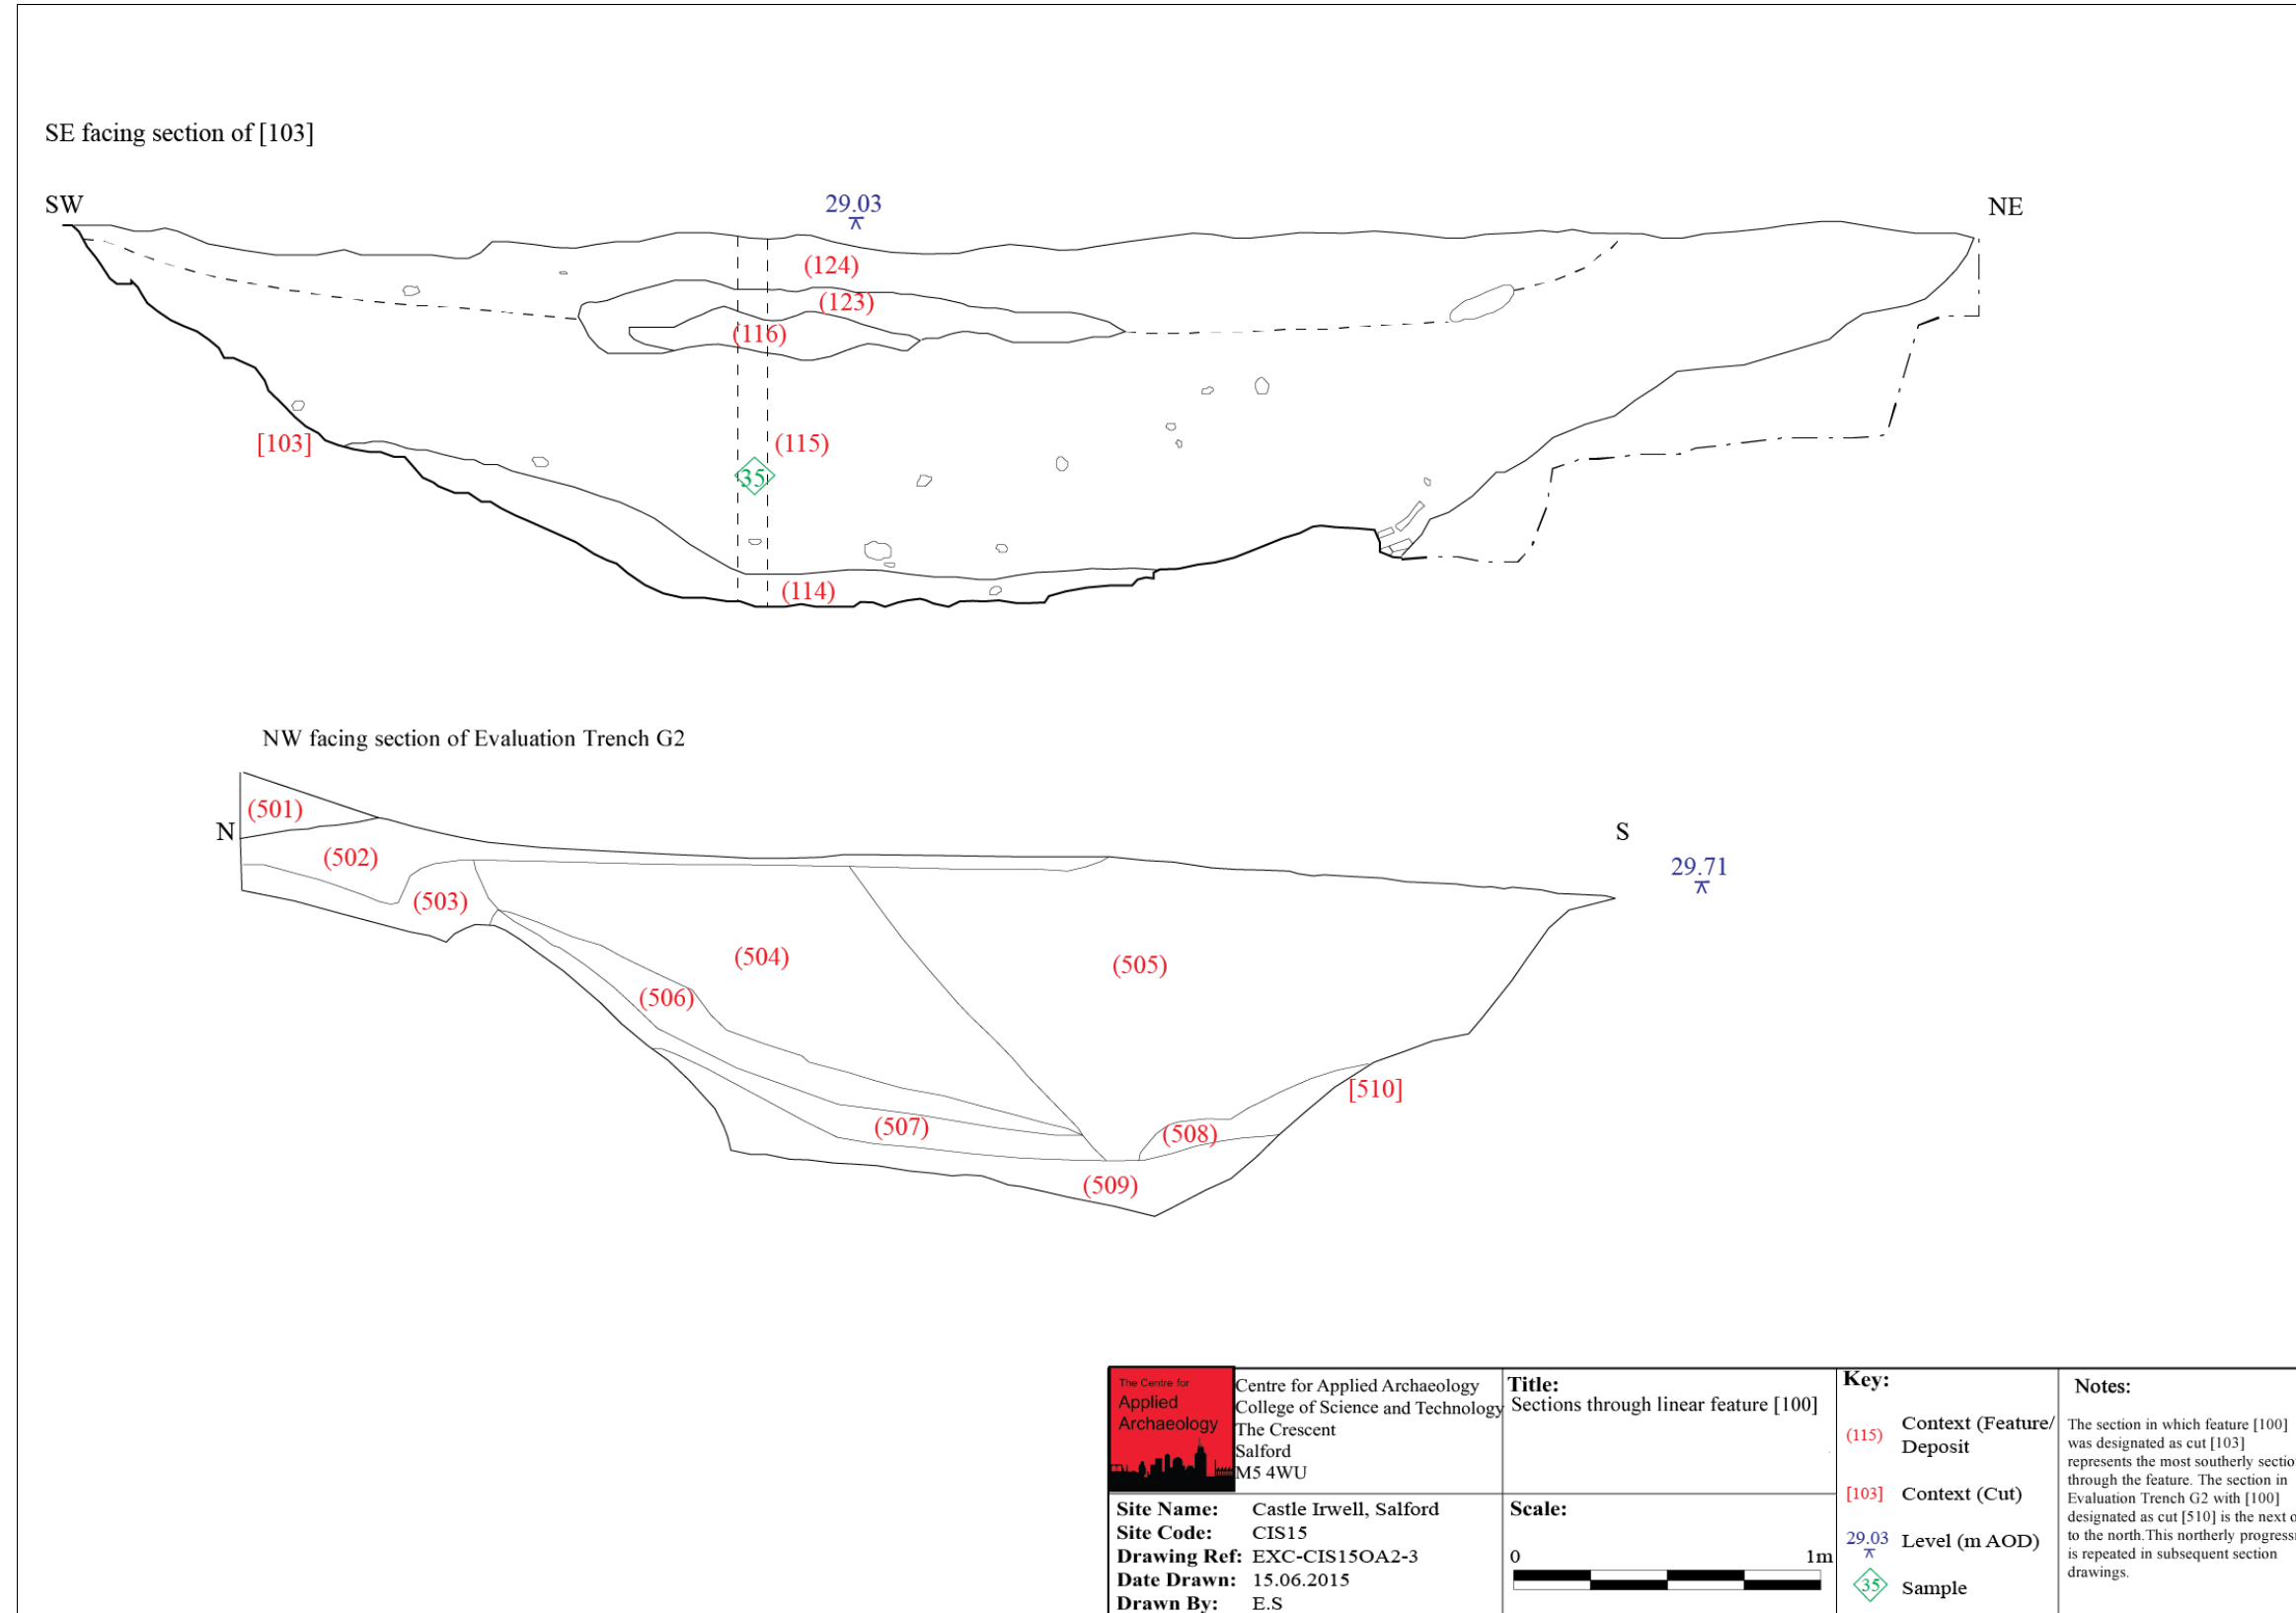 SE facing section of [103]
SW
29.03
NE
(124)
(123)
(116)
[103]
(115)
35
(114)
NW facing section of Evaluation Trench G2
(501)
N
S
(502)
29.71
(503)
(504)
(505)
(506)
[510]
(507)
(508)
(509)
The Centre for
Applied
Archaeology
Centre for Applied Archaeology
College of Science and Technology
The Crescent
Salford
M5 4WU
Title:
Sections through linear feature [100]
Site Name: Castle Irwell, Salford
Site Code: CIS15
Drawing Ref: EXC-CIS15OA2-3
Date Drawn: 15.06.2015
Drawn By: E.S
Scale:
0 1m
Key:
(115) Context (Feature/
Deposit
[103] Context (Cut)
29.03 Level (m AOD)
35 Sample
Notes:
The section in which feature [100]
was designated as cut [103]
represents the most southerly sectio
through the feature. The section in
Evaluation Trench G2 with [100]
designated as cut [510] is the next o
to the north.This northerly progressi
is repeated in subsequent section
drawings.